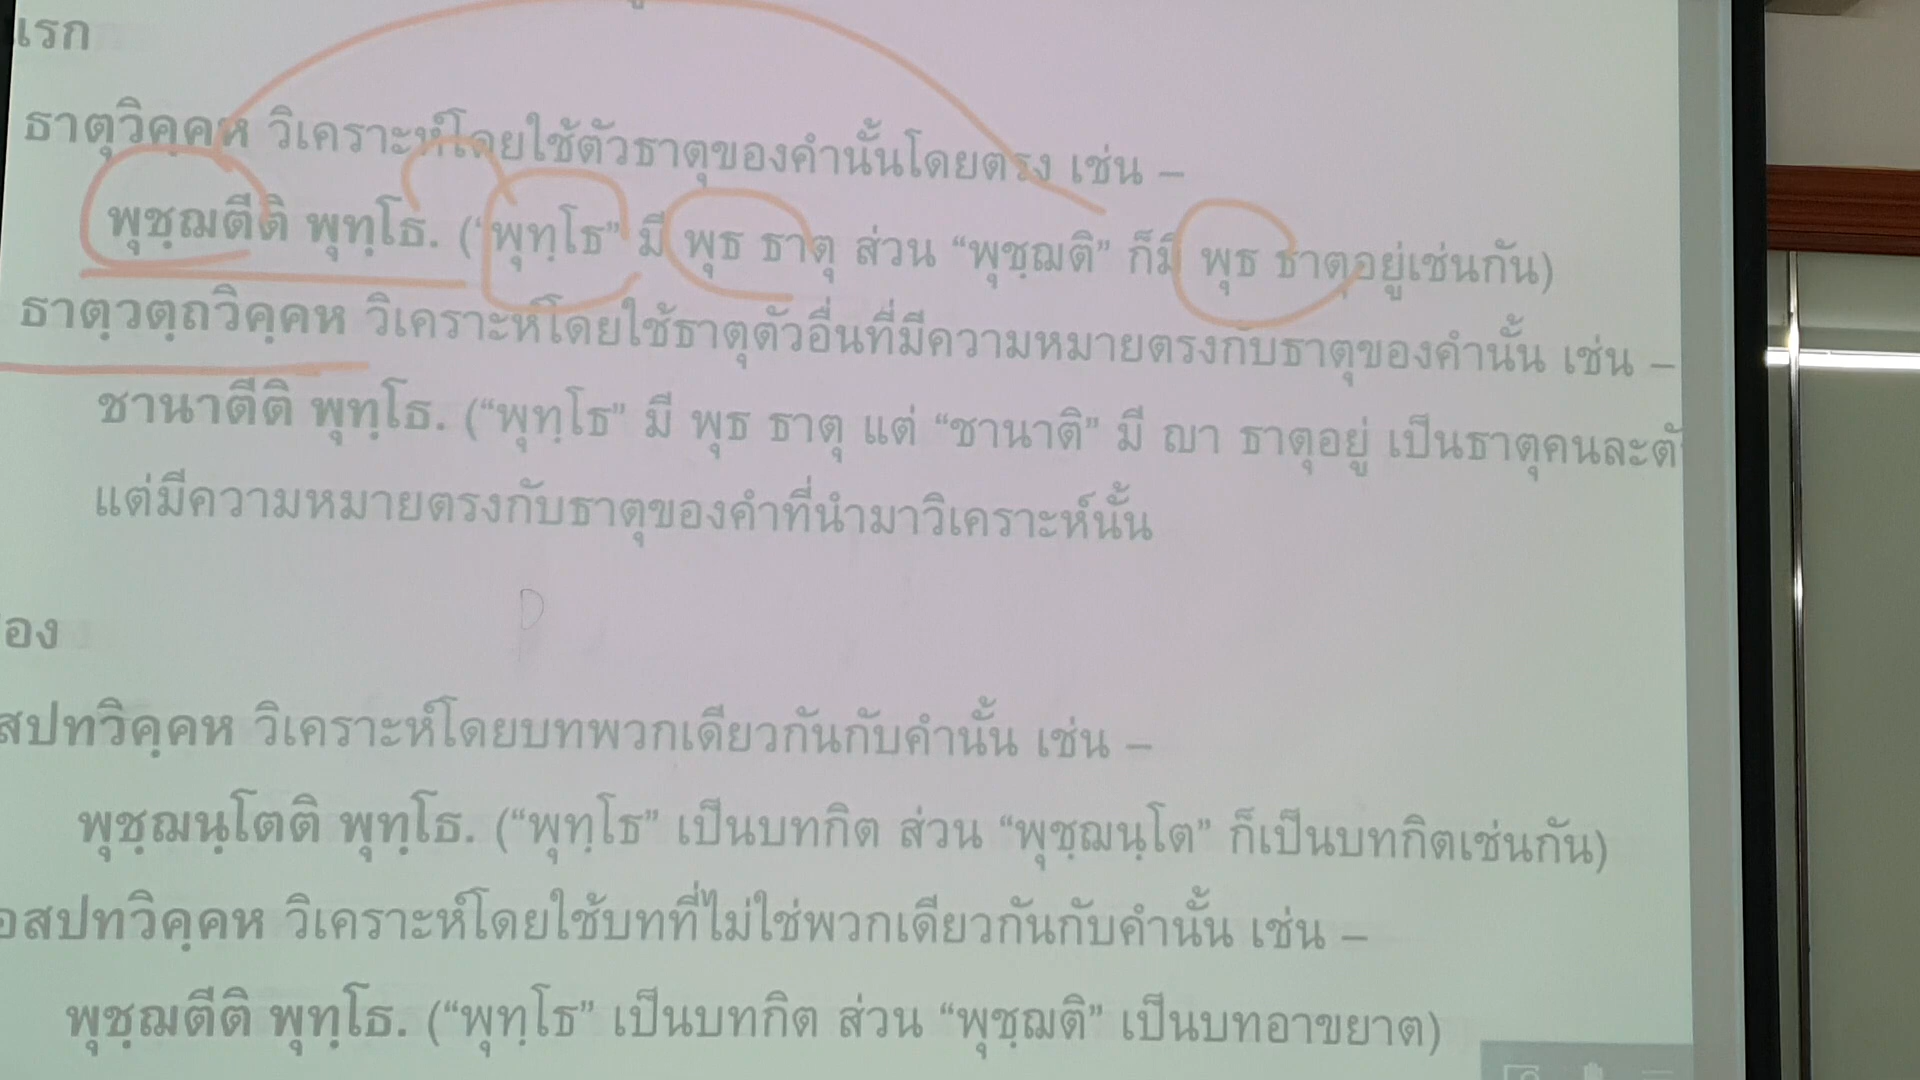 แรก
ธาตุวิคฺคห วิเคราะห์โดยใช้ตัวธาตุของคำนั้นโดยตรง เช่น –
พุชฺฌตีติ พุทฺโธ. (“พุทฺโธ” มี พุธ ธาตุ ส่วน “พุชฺฌติ” ก็มี พุธ ธาตุอยู่เช่นกัน)
ธาตฺวตฺถวิคฺคห วิเคราะห์โดยใช้ธาตุตัวอื่นที่มีความหมายตรงกับธาตุของคำนั้น เช่น –
ชานาตีติ พุทฺโธ. (“พุทฺโธ” มี พุธ ธาตุ แต่ “ชานาติ” มี ญา ธาตุอยู่ เป็นธาตุคนละตั
แต่มีความหมายตรงกับธาตุของคำที่นำมาวิเคราะห์นั้น
อง
สปทวิคฺคห วิเคราะห์โดยบทพวกเดียวกันกับคำนั้น เช่น –
พุชฺฌนฺโตติ พุทฺโธ. (“พุทฺโธ” เป็นบทกิต ส่วน “พุชฺฌนฺโต” ก็เป็นบทกิตเช่นกัน)
อสปทวิคฺคห วิเคราะห์โดยใช้บทที่ไม่ใช่พวกเดียวกันกับคำนั้น เช่น –
พุชฺฌตีติ พุทฺโธ. (“พุทฺโธ” เป็นบทกิต ส่วน “พุชฺฌติ” เป็นบทอาขยาต)